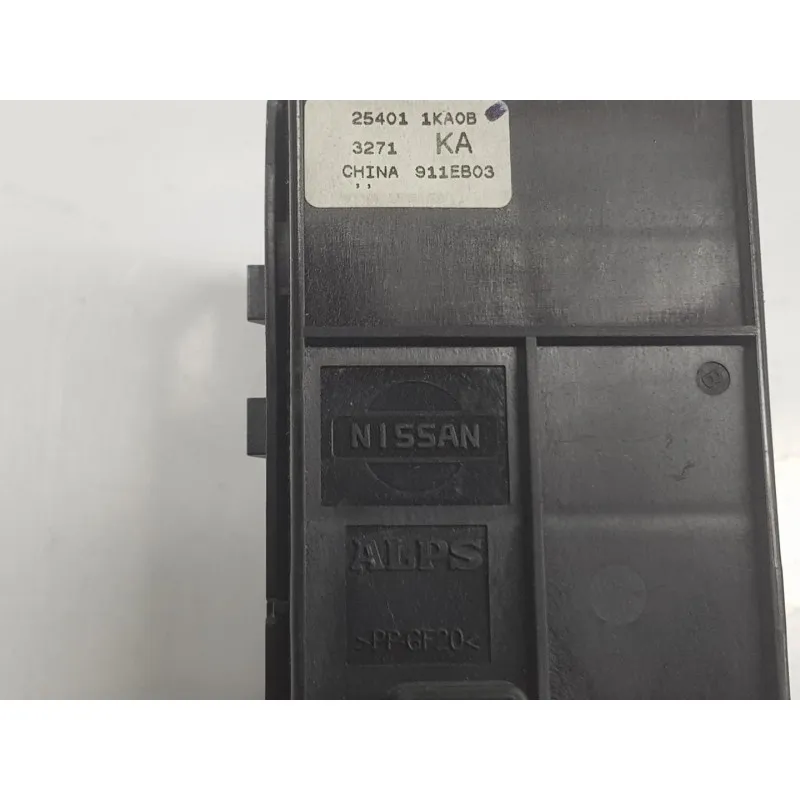 25401 1KA0B
3271 KA
CHINA 911EB03
,,
NISSAN
ALPS
>PP-GF20<